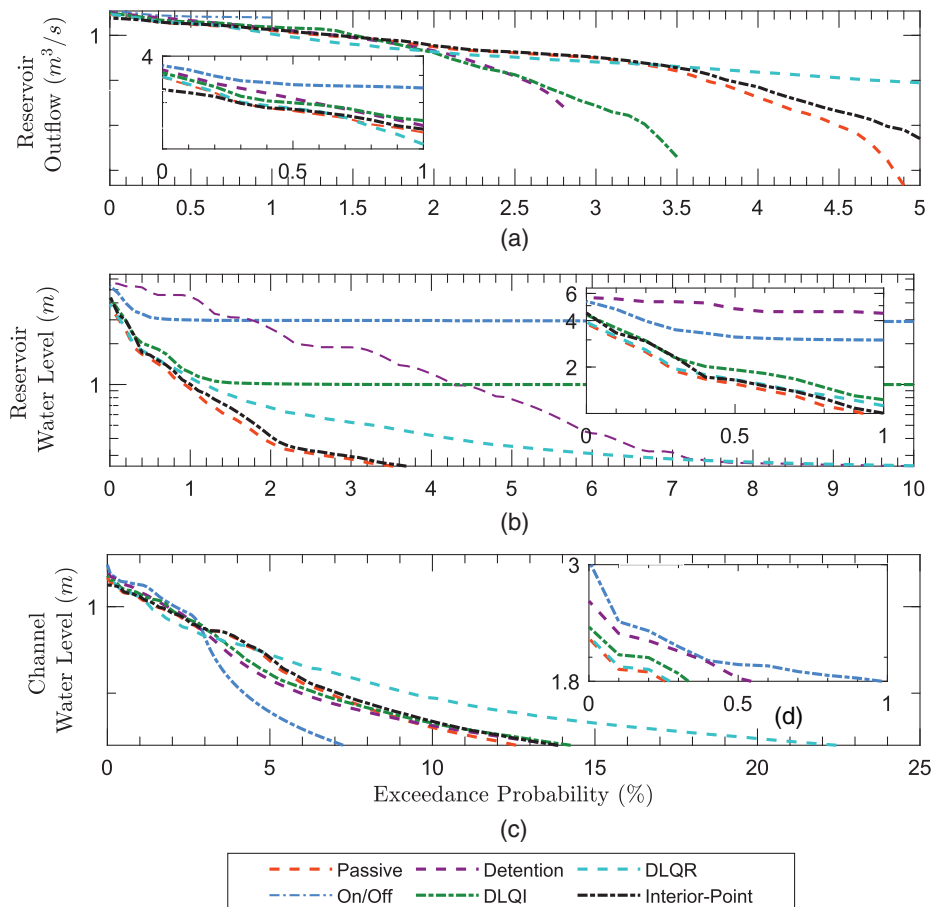 Reservoir
Outflow (m³/s)
1
4
0 0.5 1
0 0.5 1 1.5 2 2.5 3 3.5 4 4.5 5
(a)
Reservoir
Water Level (m)
1
6
4
2
0 0.5 1
0 1 2 3 4 5 6 7 8 9 10
(b)
Channel
Water Level (m)
1
3
1.8
0 0.5 1
(d)
0 5 10 15 20 25
Exceedance Probability (%)
(c)
Passive Detention DLQR
On/Off DLQI Interior-Point